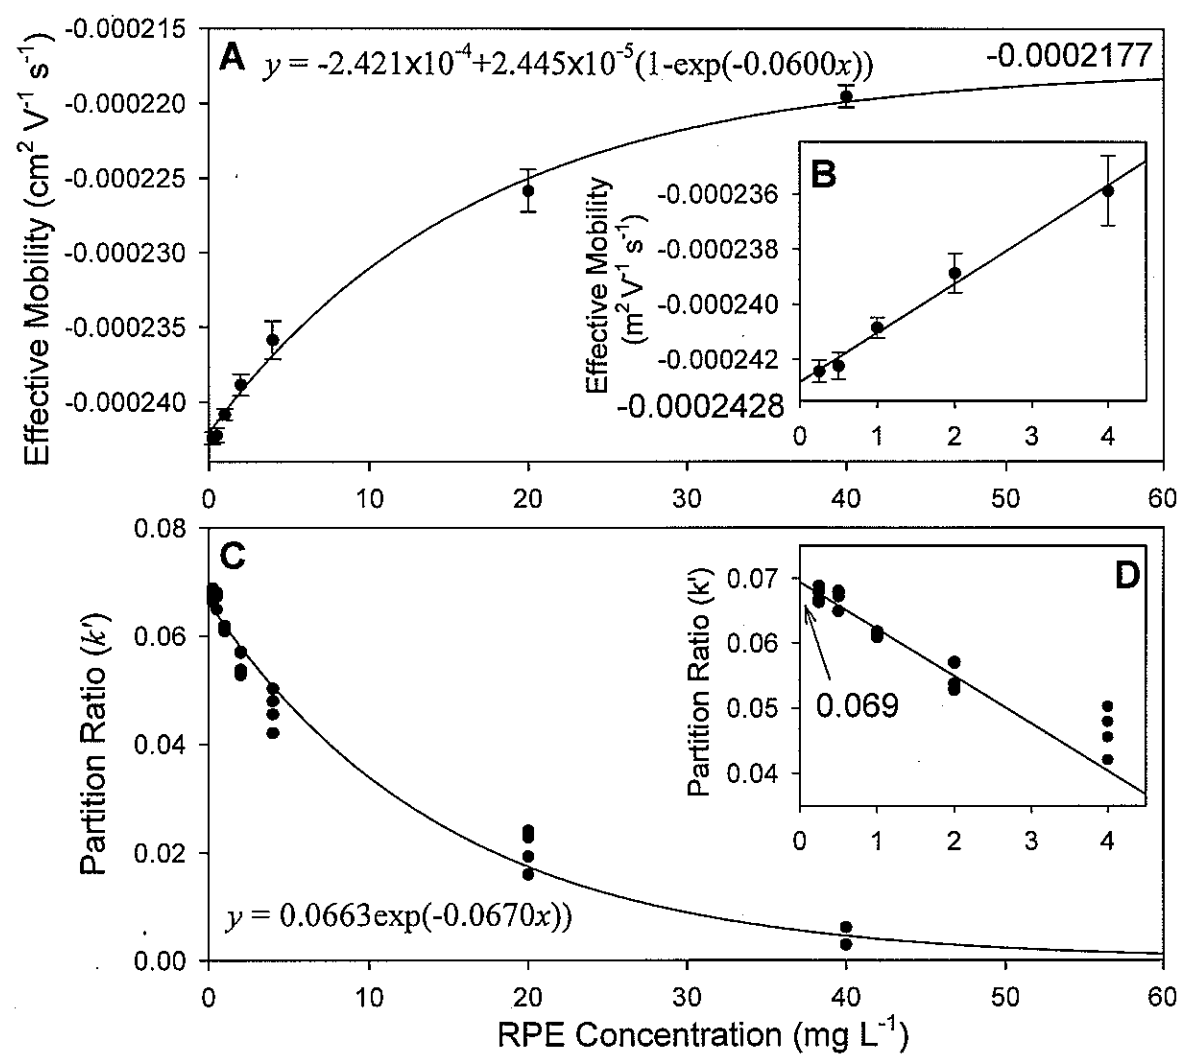 A
y = -2.421x10⁻⁴+2.445x10⁻⁵(1-exp(-0.0600x))
-0.0002177
Effective Mobility (cm² V⁻¹ s⁻¹)
-0.000215
-0.000220
-0.000225
-0.000230
-0.000235
-0.000240
0 10 20 30 40 50 60
B
Effective Mobility
(m² V⁻¹ s⁻¹)
-0.000236
-0.000238
-0.000240
-0.000242
-0.0002428
0 1 2 3 4
C
Partition Ratio (k')
0.08
0.06
0.04
0.02
0.00
y = 0.0663exp(-0.0670x))
0 10 20 30 40 50 60
RPE Concentration (mg L⁻¹)
D
Partition Ratio (k')
0.07
0.06
0.05
0.04
0.069
0 1 2 3 4